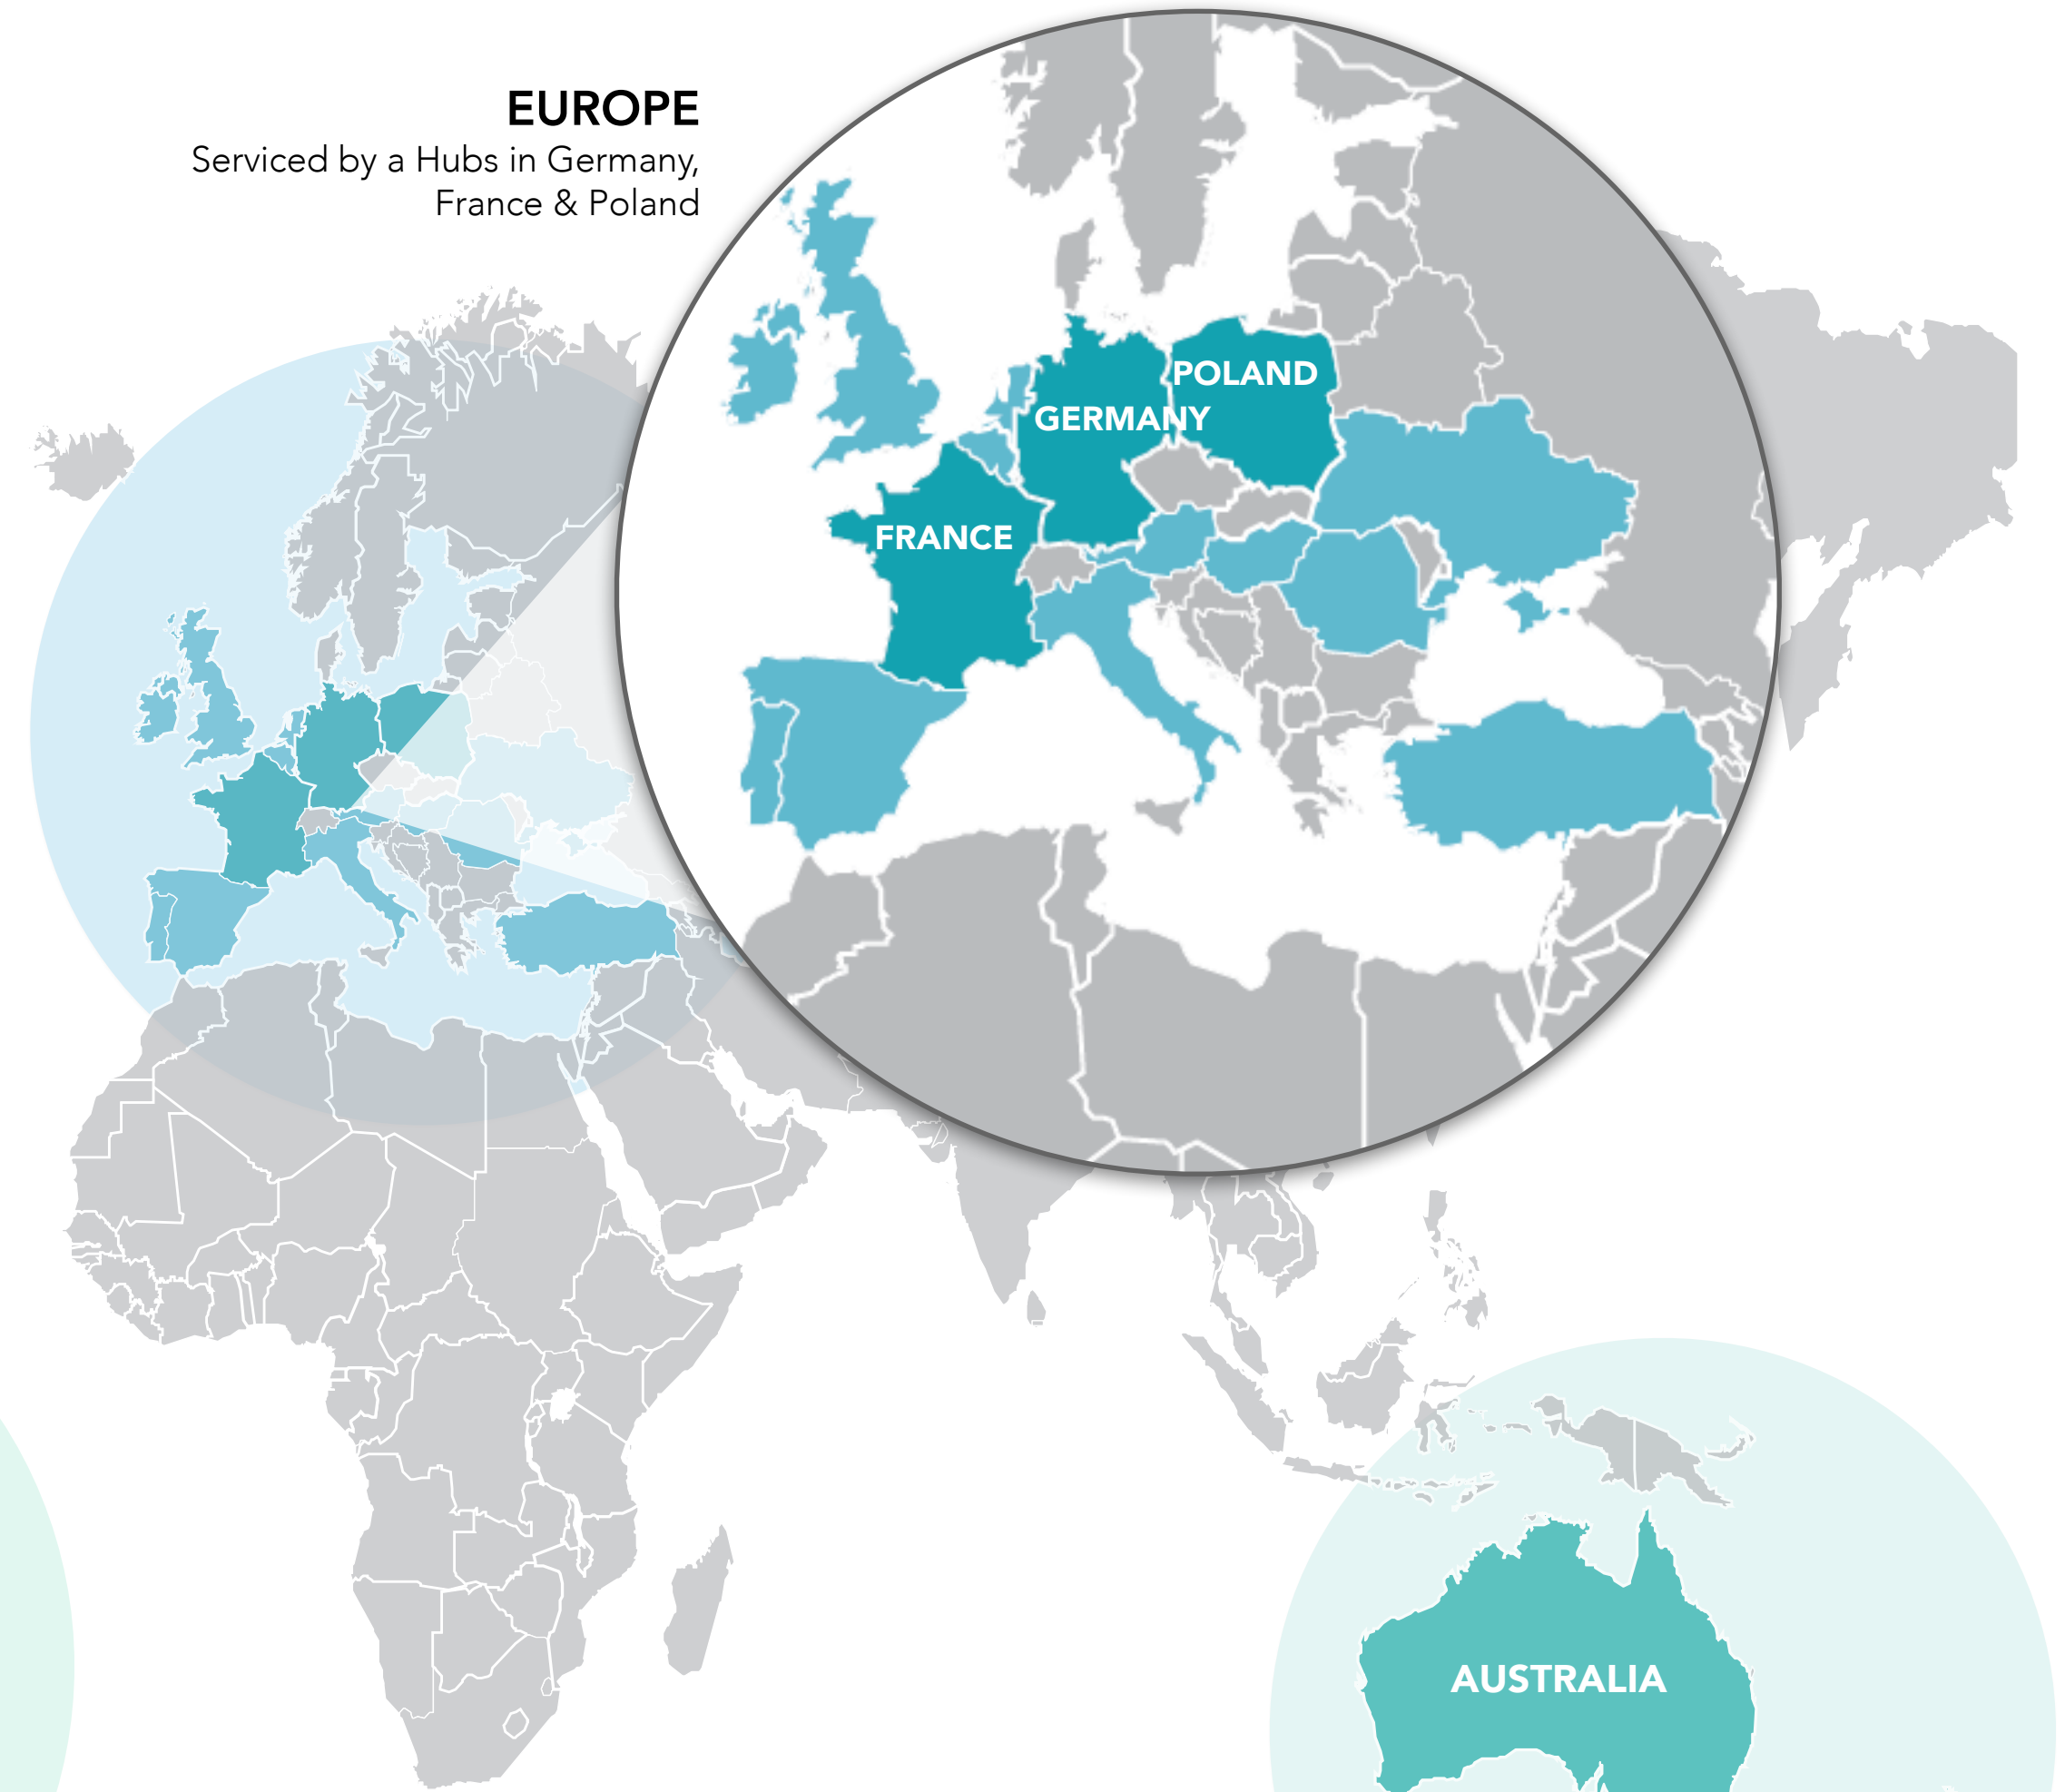 EUROPE
Serviced by a Hubs in Germany,
France & Poland
POLAND
GERMANY
FRANCE
AUSTRALIA